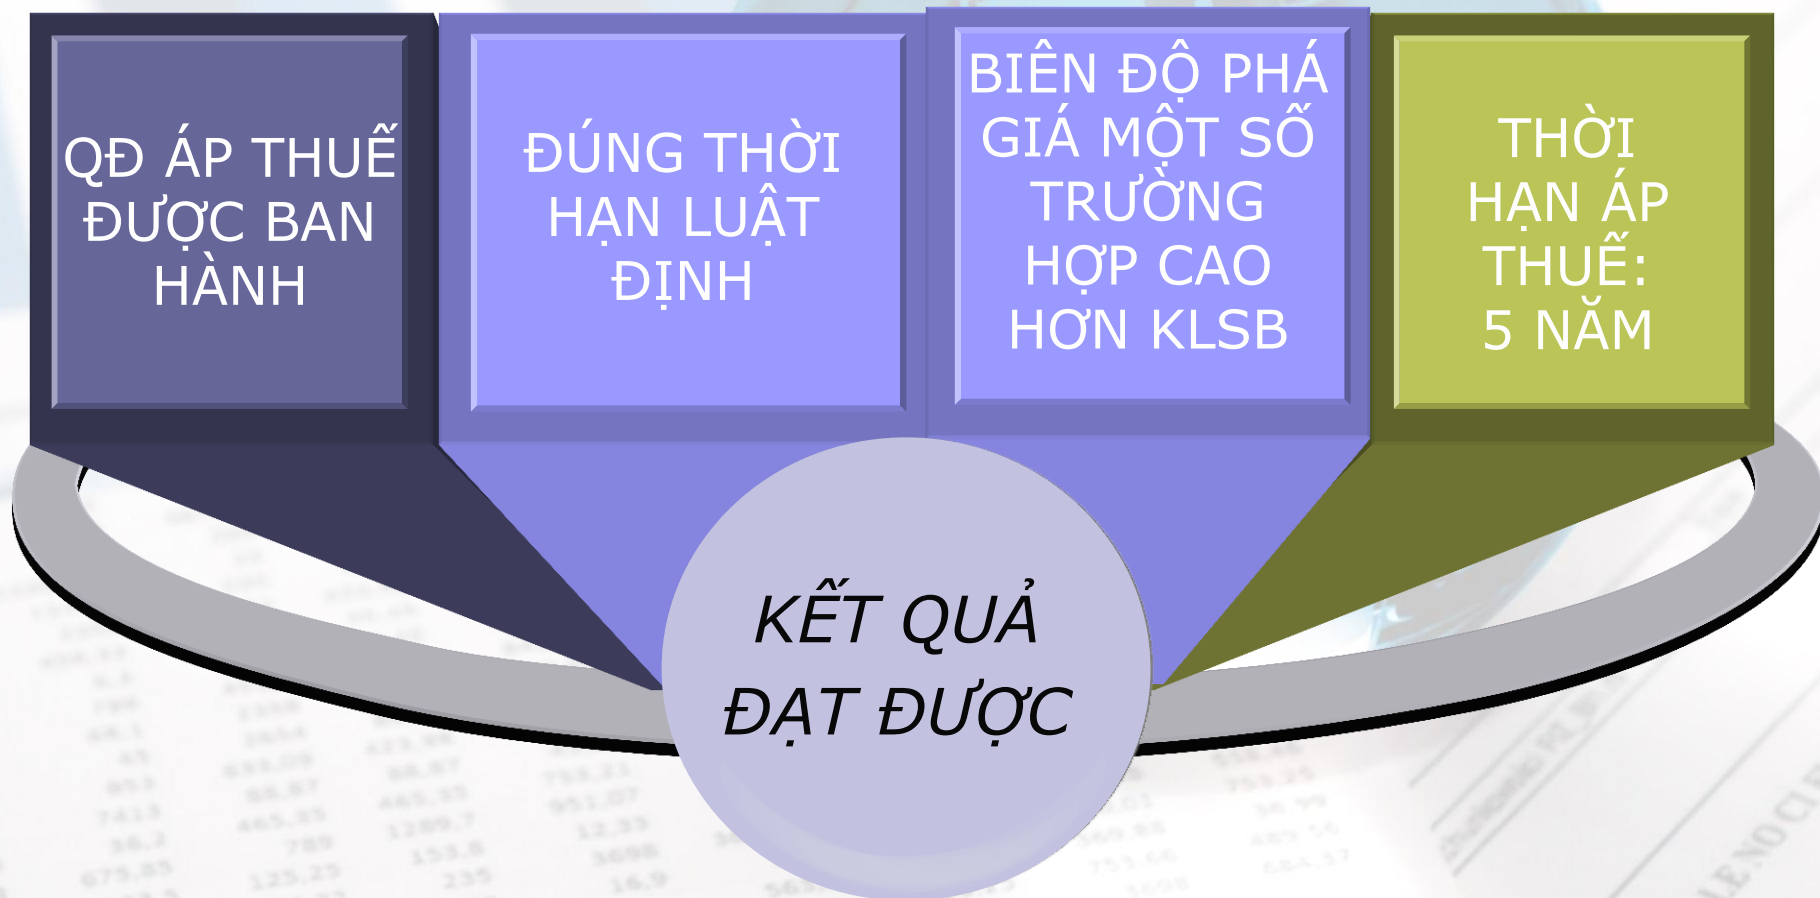 QĐ ÁP THUẾ
ĐƯỢC BAN
HÀNH
ĐÚNG THỜI
HẠN LUẬT
ĐỊNH
BIÊN ĐỘ PHÁ
GIÁ MỘT SỐ
TRƯỜNG
HỢP CAO
HƠN KLSB
THỜI
HẠN ÁP
THUẾ:
5 NĂM
KẾT QUẢ
ĐẠT ĐƯỢC